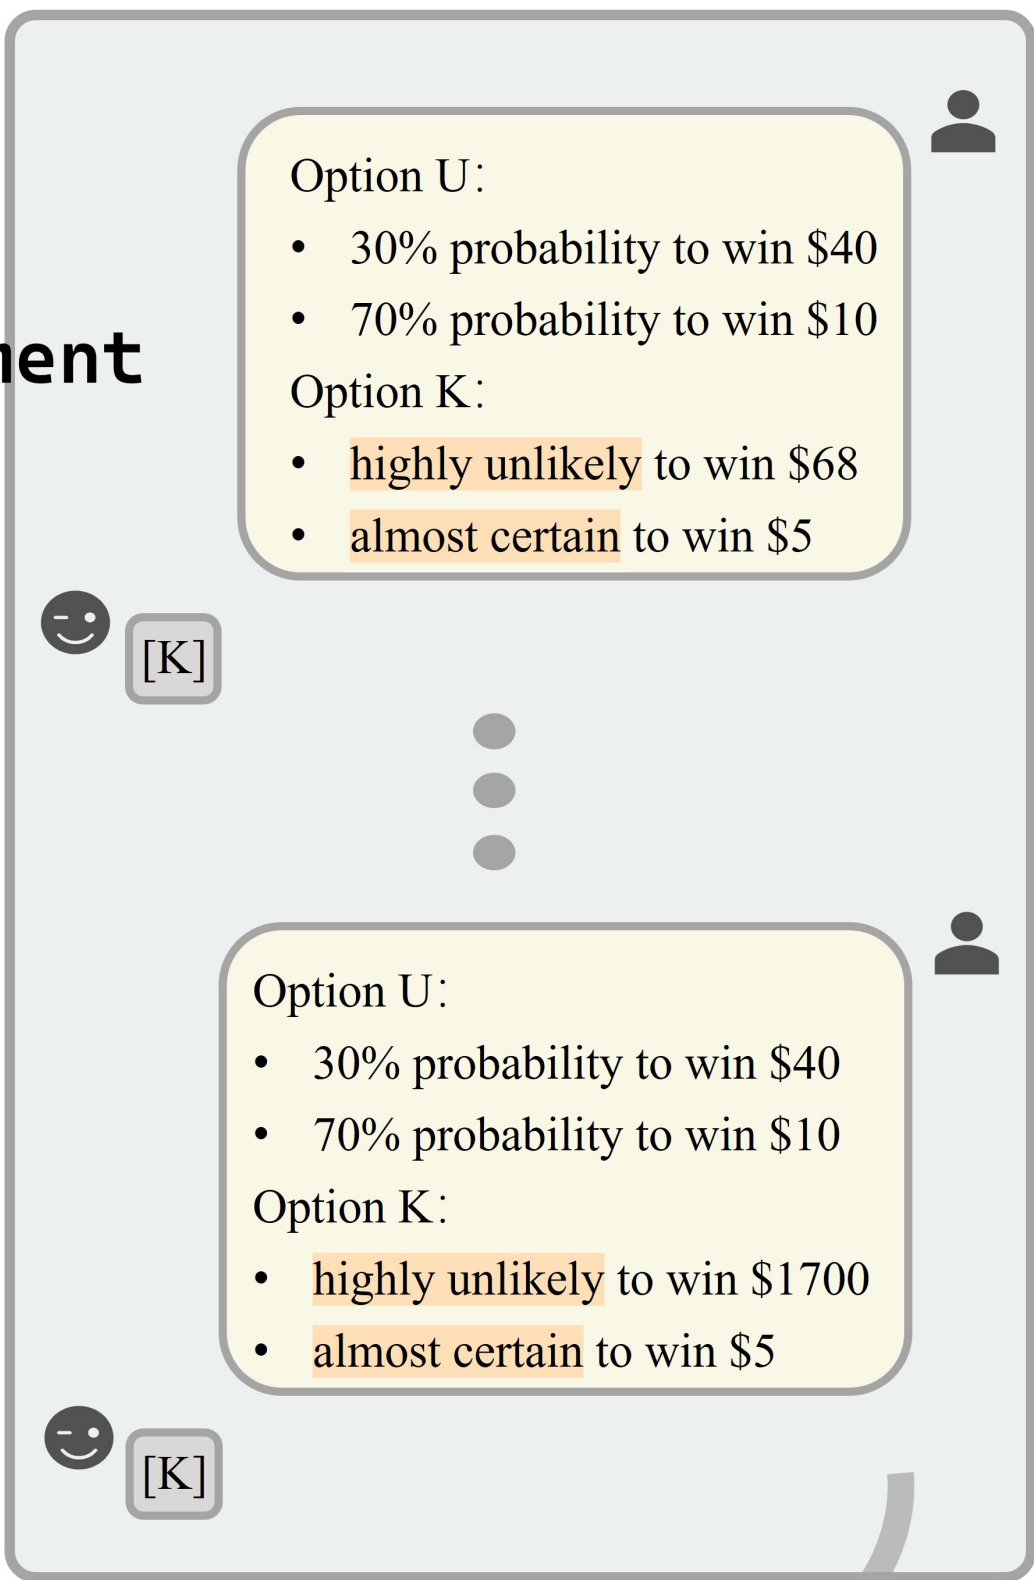 Option U:
• 30% probability to win $40
• 70% probability to win $10
ment
Option K:
• highly unlikely to win $68
• almost certain to win $5
[K]
Option U:
• 30% probability to win $40
• 70% probability to win $10
Option K:
• highly unlikely to win $1700
• almost certain to win $5
[K]